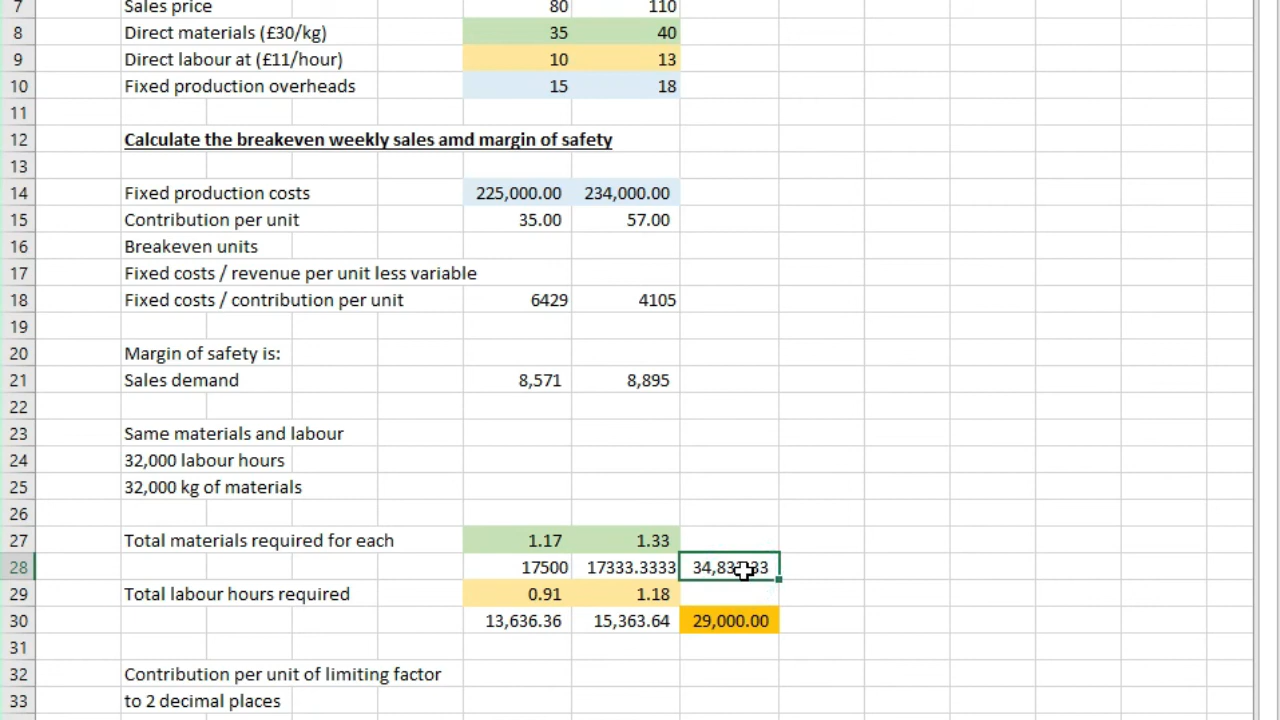 7 Sales price 80 110
8 Direct materials (£30/kg) 35 40
9 Direct labour at (£11/hour) 10 13
10 Fixed production overheads 15 18
11
12 Calculate the breakeven weekly sales amd margin of safety
13
14 Fixed production costs 225,000.00 234,000.00
15 Contribution per unit 35.00 57.00
16 Breakeven units
17 Fixed costs / revenue per unit less variable
18 Fixed costs / contribution per unit 6429 4105
19
20 Margin of safety is:
21 Sales demand 8,571 8,895
22
23 Same materials and labour
24 32,000 labour hours
25 32,000 kg of materials
26
27 Total materials required for each 1.17 1.33
28 17500 17333.3333
29 Total labour hours required 0.91 1.18
30 13,636.36 15,363.64 29,000.00
31
32 Contribution per unit of limiting factor
33 to 2 decimal places